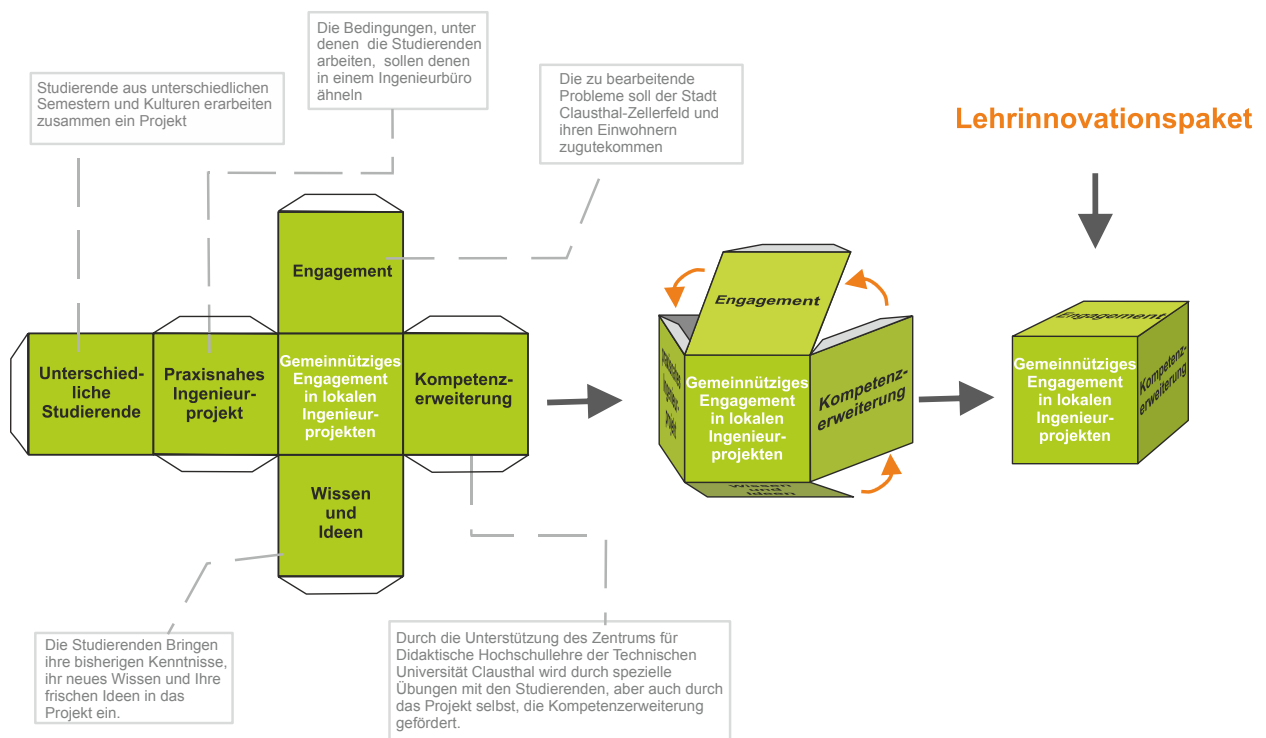 Die Bedingungen, unter
denen die Studierenden
arbeiten, sollen denen
in einem Ingenieurbüro
ähneln
Studierende aus unterschiedlichen
Semestern und Kulturen erarbeiten
zusammen ein Projekt
Die zu bearbeitende
Probleme soll der Stadt
Clausthal-Zellerfeld und
ihren Einwohnern
zugutekommen
Lehrinnovationspaket
Engagement
Unterschied-
liche
Studierende
Praxisnahes
Ingenieur-
projekt
Gemeinnütziges
Engagement
in lokalen
Ingenieur-
projekten
Kompetenz-
erweiterung
Wissen
und
Ideen
Engagement
praxisnahes
Ingenieur-
projekt
Gemeinnütziges
Engagement
in lokalen
Ingenieur-
projekten
Kompetenz-
erweiterung
Wissen
und
Ideen
Engagement
Gemeinnütziges
Engagement
in lokalen
Ingenieur-
projekten
Kompetenz-
erweiterung
Die Studierenden Bringen
ihre bisherigen Kenntnisse,
ihr neues Wissen und Ihre
frischen Ideen in das
Projekt ein.
Durch die Unterstützung des Zentrums für
Didaktische Hochschullehre der Technischen
Universität Clausthal wird durch spezielle
Übungen mit den Studierenden, aber auch durch
das Projekt selbst, die Kompetenzerweiterung
gefördert.